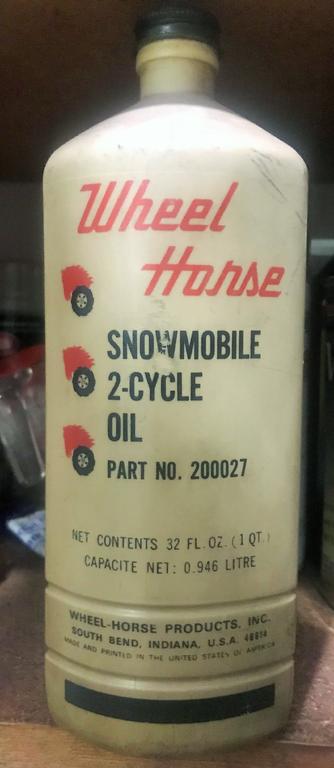 Wheel
Horse
SNOWMOBILE
2-CYCLE
OIL
PART NO. 200027
NET CONTENTS 32 FL. OZ. (1 QT.)
CAPACITE NET: 0.946 LITRE
WHEEL-HORSE PRODUCTS, INC.
SOUTH BEND, INDIANA, U.S.A. 46614
MADE AND PRINTED IN THE UNITED STATES OF AMERICA